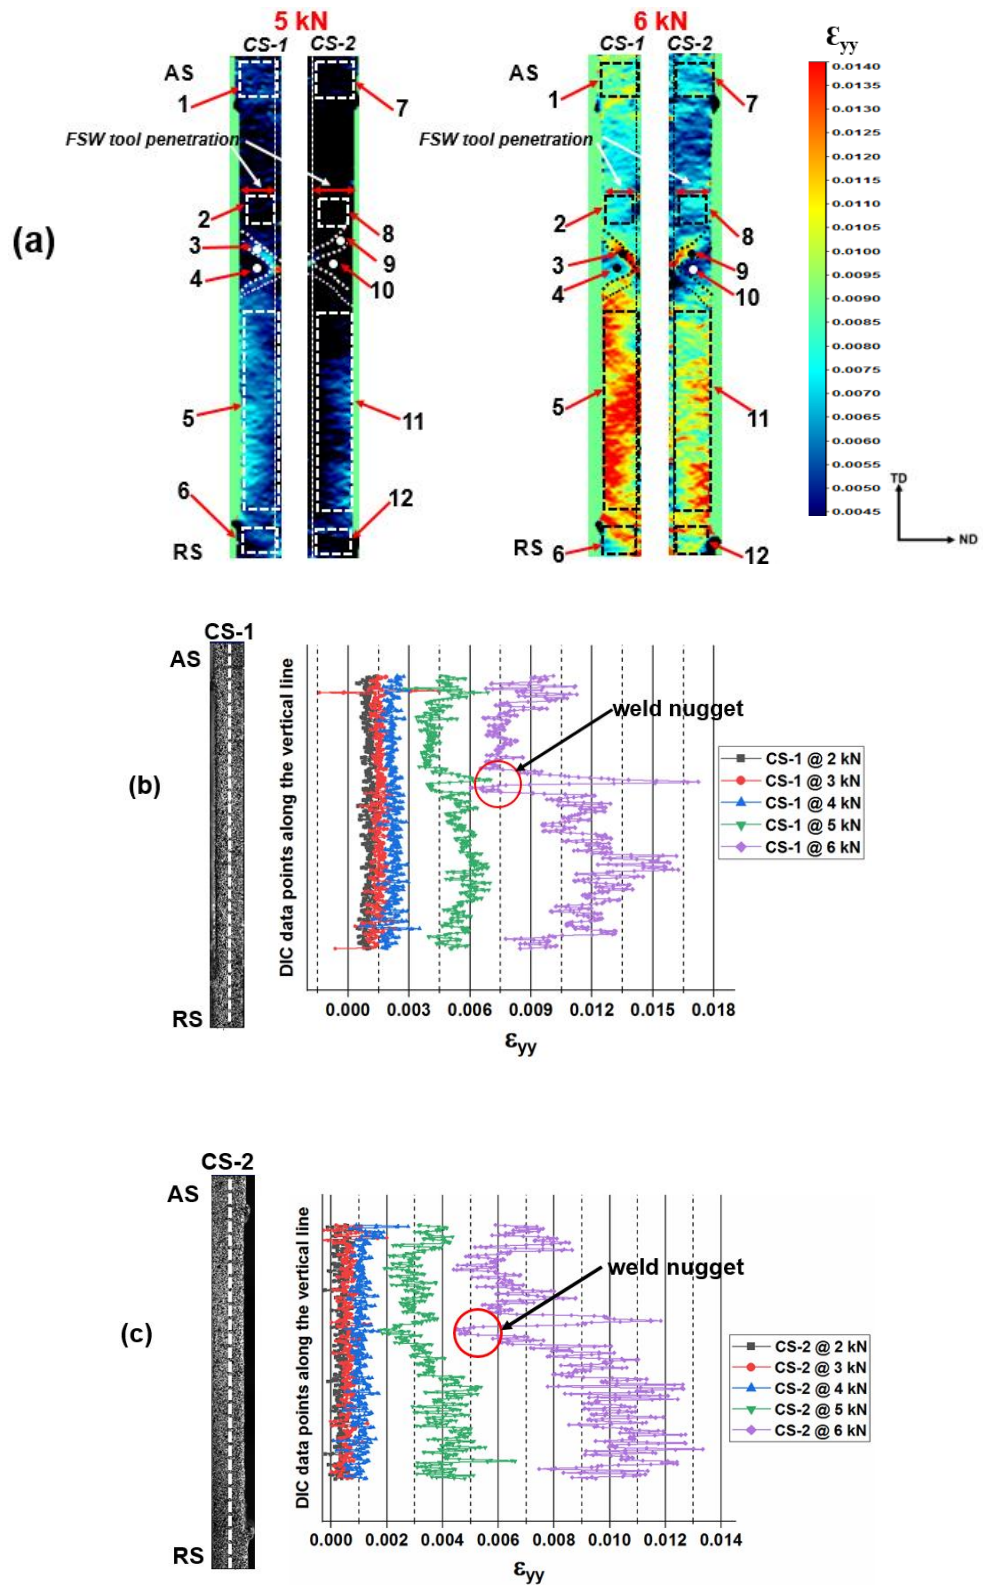 5 kN
CS-1 CS-2
AS
1
7
FSW tool penetration
2
8
3
9
4
10
5
11
6
12
RS
(a)
6 kN
CS-1 CS-2
AS
1
7
FSW tool penetration
2
8
3
9
4
10
5
11
RS 6
12
εyy
0.0140
0.0135
0.0130
0.0125
0.0120
0.0115
0.0110
0.0105
0.0100
0.0095
0.0090
0.0085
0.0080
0.0075
0.0070
0.0065
0.0060
0.0055
0.0050
0.0045
TD
ND
(b)
CS-1
AS
RS
DIC data points along the vertical line
weld nugget
CS-1 @ 2 kN
CS-1 @ 3 kN
CS-1 @ 4 kN
CS-1 @ 5 kN
CS-1 @ 6 kN
0.000 0.003 0.006 0.009 0.012 0.015 0.018
εyy
(c)
CS-2
AS
RS
DIC data points along the vertical line
weld nugget
CS-2 @ 2 kN
CS-2 @ 3 kN
CS-2 @ 4 kN
CS-2 @ 5 kN
CS-2 @ 6 kN
0.000 0.002 0.004 0.006 0.008 0.010 0.012 0.014
εyy